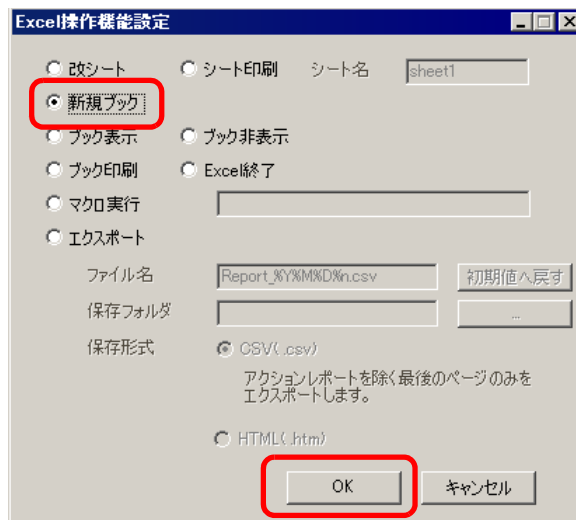 Excel操作機能設定
改シート シート印刷 シート名 sheet1
新規ブック
ブック表示 ブック非表示
ブック印刷 Excel終了
マクロ実行
エクスポート
ファイル名 Report_%Y%M%D%n.csv 初期値へ戻す
保存フォルダ ...
保存形式 CSV(.csv)
アクションレポートを除く最後のページのみを
エクスポートします。
HTML(.htm)
OK キャンセル